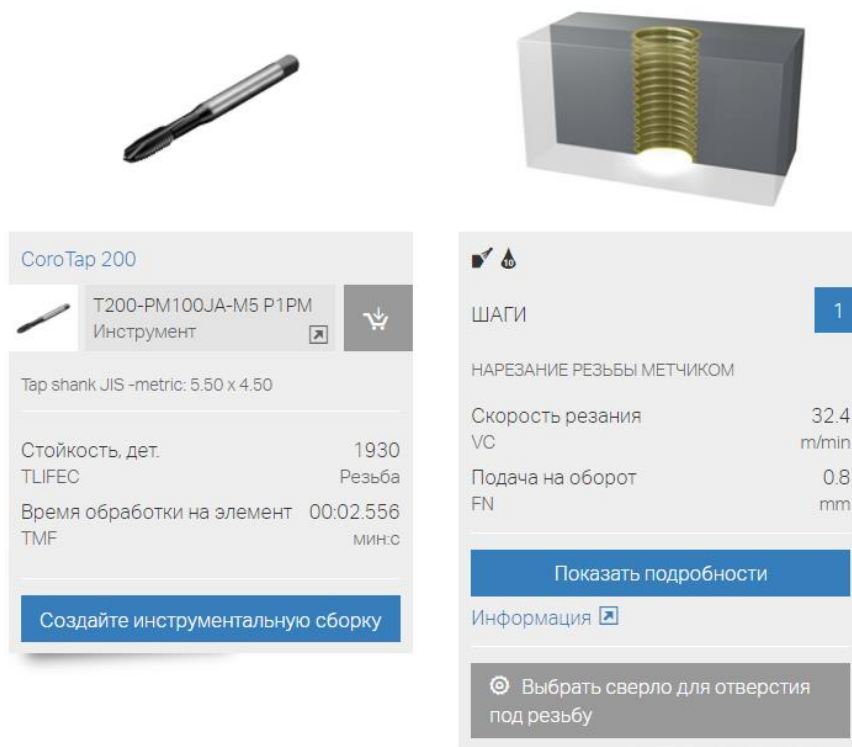 CoroTap 200
T200-PM100JA-M5 P1PM
Инструмент
Tap shank JIS -metric: 5.50 x 4.50
Стойкость, дет. 1930
TLIFEC Резьба
Время обработки на элемент 00:02.556
TMF мин:с
Создайте инструментальную сборку
10
ШАГИ 1
НАРЕЗАНИЕ РЕЗЬБЫ МЕТЧИКОМ
Скорость резания 32.4
VC m/min
Подача на оборот 0.8
FN mm
Показать подробности
Информация
Выбрать сверло для отверстия
под резьбу